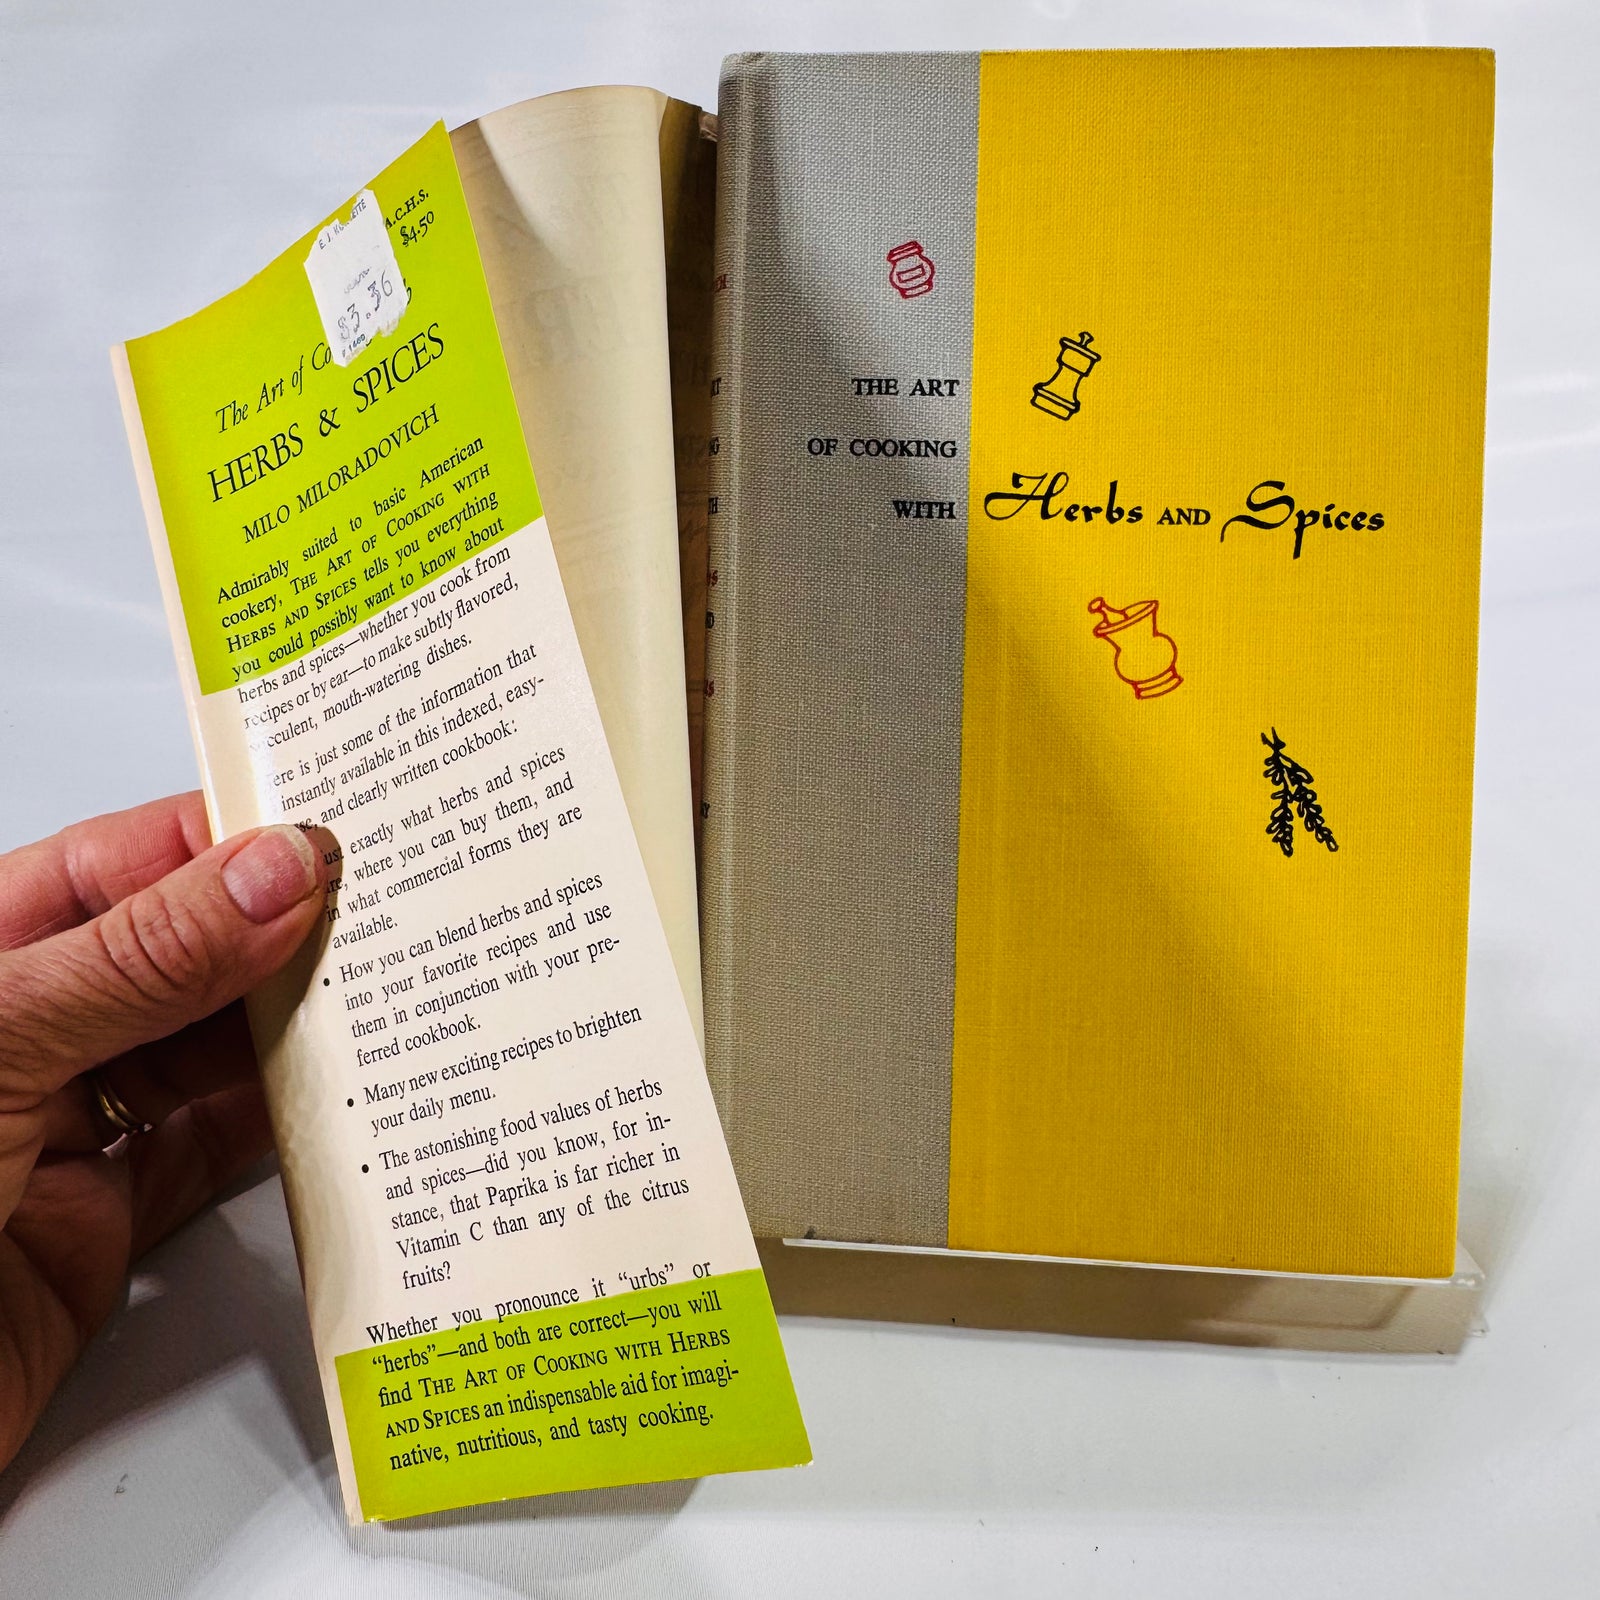 A.C.H.S.
$4.50
$3.36
The Art of
HERBS & SPICES
MILO MILORADOVICH
Admirably suited to basic American
cookery, THE ART OF COOKING WITH
HERBS AND SPICES tells you everything
you could possibly want to know about
herbs and spices—whether you cook from
recipes or by ear—to make subtly flavored,
mouth-watering dishes.
is just some of the information that
instantly available in this indexed, easy-
and clearly written cookbook:
exactly what herbs and spices
where you can buy them, and
in what commercial forms they are
available.
• How you can blend herbs and spices
into your favorite recipes and use
them in conjunction with your pre-
ferred cookbook.
• Many new exciting recipes to brighten
your daily menu.
• The astonishing food values of herbs
and spices—did you know, for in-
stance, that Paprika is far richer in
Vitamin C than any of the citrus
fruits?
Whether you pronounce it “urbs” or
“herbs”—and both are correct—you will
find THE ART OF COOKING WITH HERBS
AND SPICES an indispensable aid for imagi-
native, nutritious, and tasty cooking.
THE ART
OF COOKING
WITH Herbs AND Spices